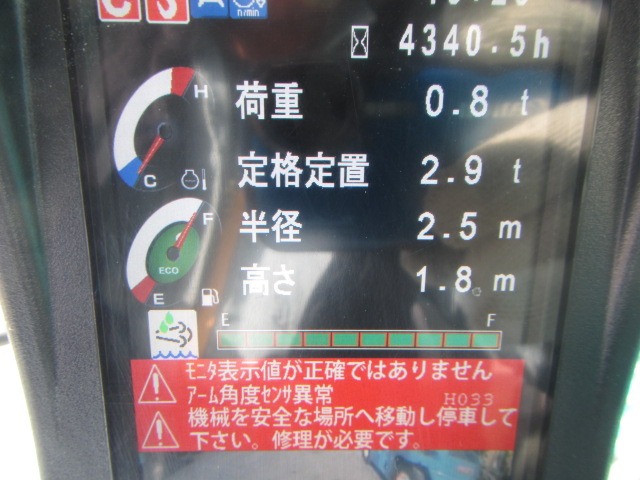 C S
n/min
4340.5h
H
荷重 0.8 t
C
定格定置 2.9 t
F
半径 2.5 m
ECO
高さ 1.8 m
E
E F
モニタ表示値が正確ではありません
アーム角度センサ異常 H033
機械を安全な場所へ移動し停車して
下さい。修理が必要です。